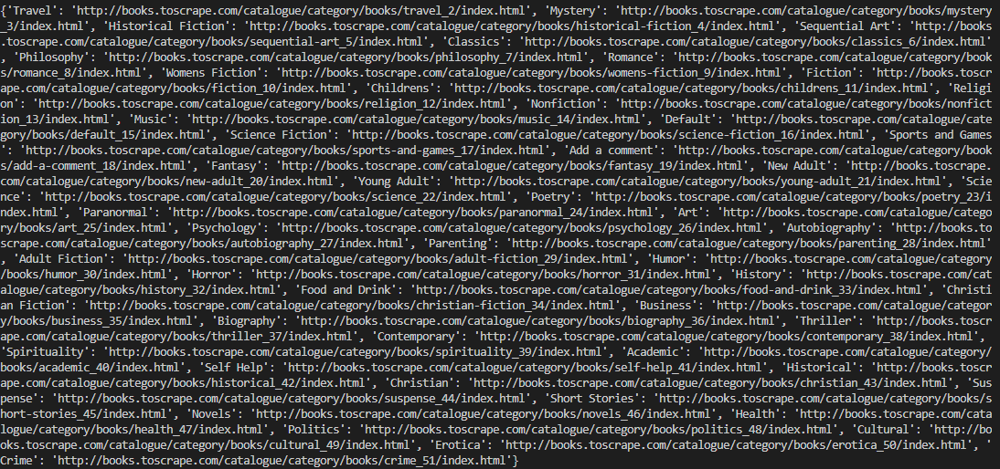 {'Travel': 'http://books.toscrape.com/catalogue/category/books/travel_2/index.html', 'Mystery': 'http://books.toscrape.com/catalogue/category/books/mystery
_3/index.html', 'Historical Fiction': 'http://books.toscrape.com/catalogue/category/books/historical-fiction_4/index.html', 'Sequential Art': 'http://books
.toscrape.com/catalogue/category/books/sequential-art_5/index.html', 'Classics': 'http://books.toscrape.com/catalogue/category/books/classics_6/index.html'
, 'Philosophy': 'http://books.toscrape.com/catalogue/category/books/philosophy_7/index.html', 'Romance': 'http://books.toscrape.com/catalogue/category/book
s/romance_8/index.html', 'Womens Fiction': 'http://books.toscrape.com/catalogue/category/books/womens-fiction_9/index.html', 'Fiction': 'http://books.toscr
ape.com/catalogue/category/books/fiction_10/index.html', 'Childrens': 'http://books.toscrape.com/catalogue/category/books/childrens_11/index.html', 'Religi
on': 'http://books.toscrape.com/catalogue/category/books/religion_12/index.html', 'Nonfiction': 'http://books.toscrape.com/catalogue/category/books/nonfict
ion_13/index.html', 'Music': 'http://books.toscrape.com/catalogue/category/books/music_14/index.html', 'Default': 'http://books.toscrape.com/catalogue/cate
gory/books/default_15/index.html', 'Science Fiction': 'http://books.toscrape.com/catalogue/category/books/science-fiction_16/index.html', 'Sports and Games
': 'http://books.toscrape.com/catalogue/category/books/sports-and-games_17/index.html', 'Add a comment': 'http://books.toscrape.com/catalogue/category/book
s/add-a-comment_18/index.html', 'Fantasy': 'http://books.toscrape.com/catalogue/category/books/fantasy_19/index.html', 'New Adult': 'http://books.toscrape.
com/catalogue/category/books/new-adult_20/index.html', 'Young Adult': 'http://books.toscrape.com/catalogue/category/books/young-adult_21/index.html', 'Scie
nce': 'http://books.toscrape.com/catalogue/category/books/science_22/index.html', 'Poetry': 'http://books.toscrape.com/catalogue/category/books/poetry_23/i
ndex.html', 'Paranormal': 'http://books.toscrape.com/catalogue/category/books/paranormal_24/index.html', 'Art': 'http://books.toscrape.com/catalogue/catego
ry/books/art_25/index.html', 'Psychology': 'http://books.toscrape.com/catalogue/category/books/psychology_26/index.html', 'Autobiography': 'http://books.to
scrape.com/catalogue/category/books/autobiography_27/index.html', 'Parenting': 'http://books.toscrape.com/catalogue/category/books/parenting_28/index.html'
, 'Adult Fiction': 'http://books.toscrape.com/catalogue/category/books/adult-fiction_29/index.html', 'Humor': 'http://books.toscrape.com/catalogue/category
/books/humor_30/index.html', 'Horror': 'http://books.toscrape.com/catalogue/category/books/horror_31/index.html', 'History': 'http://books.toscrape.com/cat
alogue/category/books/history_32/index.html', 'Food and Drink': 'http://books.toscrape.com/catalogue/category/books/food-and-drink_33/index.html', 'Christi
an Fiction': 'http://books.toscrape.com/catalogue/category/books/christian-fiction_34/index.html', 'Business': 'http://books.toscrape.com/catalogue/categor
y/books/business_35/index.html', 'Biography': 'http://books.toscrape.com/catalogue/category/books/biography_36/index.html', 'Thriller': 'http://books.toscr
ape.com/catalogue/category/books/thriller_37/index.html', 'Contemporary': 'http://books.toscrape.com/catalogue/category/books/contemporary_38/index.html',
'Spirituality': 'http://books.toscrape.com/catalogue/category/books/spirituality_39/index.html', 'Academic': 'http://books.toscrape.com/catalogue/category/
books/academic_40/index.html', 'Self Help': 'http://books.toscrape.com/catalogue/category/books/self-help_41/index.html', 'Historical': 'http://books.toscr
ape.com/catalogue/category/books/historical_42/index.html', 'Christian': 'http://books.toscrape.com/catalogue/category/books/christian_43/index.html', 'Sus
pense': 'http://books.toscrape.com/catalogue/category/books/suspense_44/index.html', 'Short Stories': 'http://books.toscrape.com/catalogue/category/books/s
hort-stories_45/index.html', 'Novels': 'http://books.toscrape.com/catalogue/category/books/novels_46/index.html', 'Health': 'http://books.toscrape.com/cata
logue/category/books/health_47/index.html', 'Politics': 'http://books.toscrape.com/catalogue/category/books/politics_48/index.html', 'Cultural': 'http://bo
oks.toscrape.com/catalogue/category/books/cultural_49/index.html', 'Erotica': 'http://books.toscrape.com/catalogue/category/books/erotica_50/index.html', '
Crime': 'http://books.toscrape.com/catalogue/category/books/crime_51/index.html'}